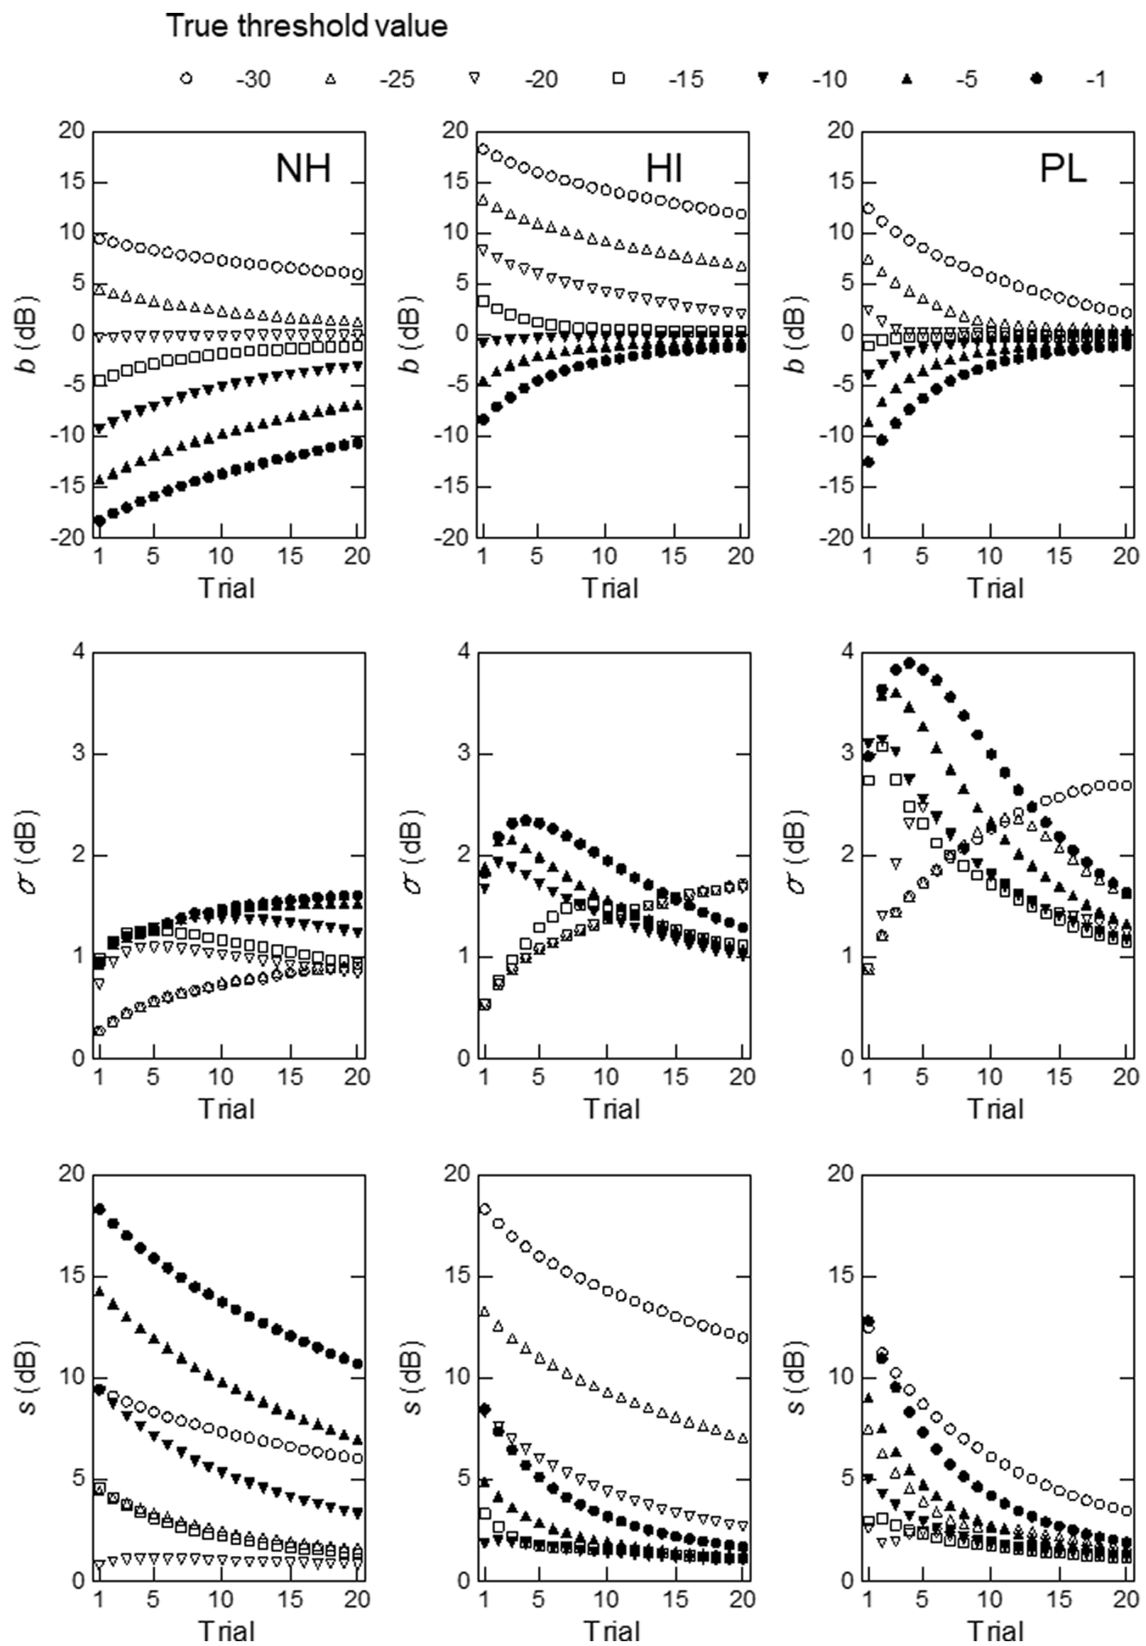 True threshold value
-30 -25 -20 -15 -10 -5 -1
20 20 20
NH HI PL
15 15 15
10 10 10
5 5 5
b (dB) 0 b (dB) 0 b (dB) 0
-5 -5 -5
-10 -10 -10
-15 -15 -15
-20 -20 -20
1 5 10 15 20 1 5 10 15 20 1 5 10 15 20
Trial Trial Trial
4 4 4
3 3 3
σ (dB) 2 σ (dB) 2 σ (dB) 2
1 1 1
0 0 0
1 5 10 15 20 1 5 10 15 20 1 5 10 15 20
Trial Trial Trial
20 20 20
15 15 15
s (dB) 10 s (dB) 10 s (dB) 10
5 5 5
0 0 0
1 5 10 15 20 1 5 10 15 20 1 5 10 15 20
Trial Trial Trial